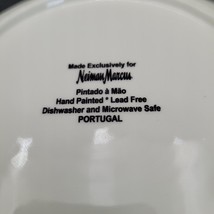 Made Exclusively for
Neiman Marcus
Pintado à Mão
Hand Painted * Lead Free
Dishwasher and Microwave Safe
PORTUGAL